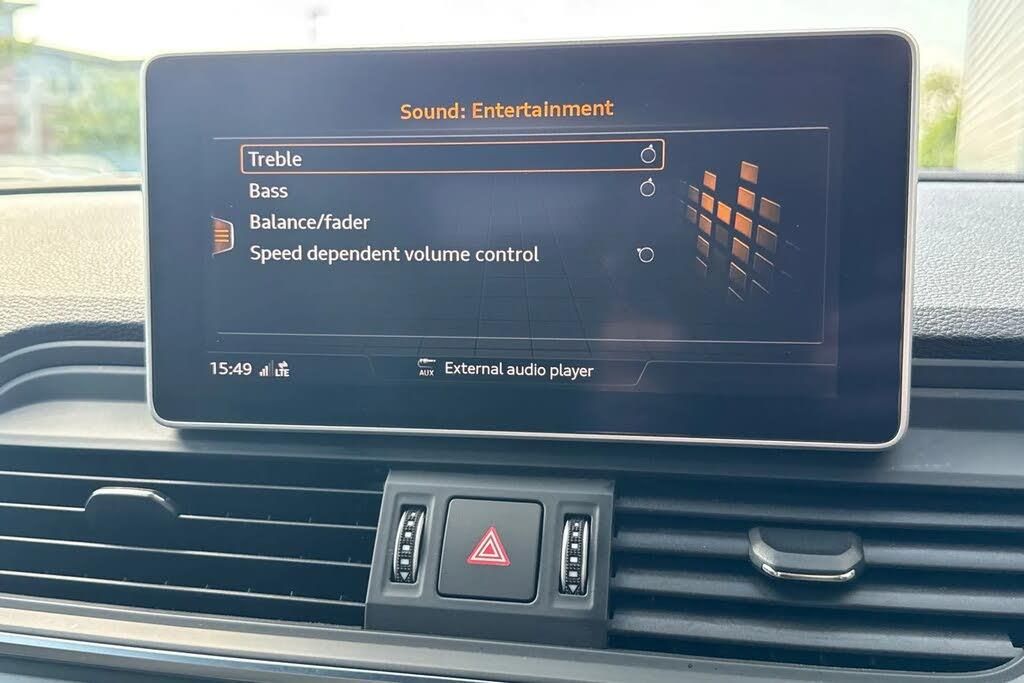 Sound: Entertainment
Treble
Bass
Balance/fader
Speed dependent volume control
15:49 LTE AUX External audio player